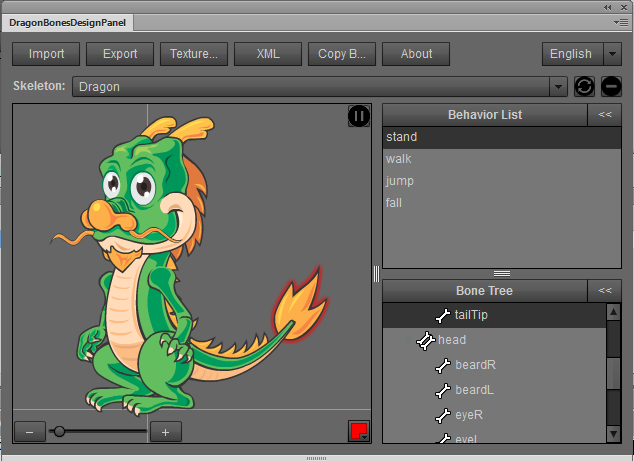 DragonBonesDesignPanel
Import Export Texture... XML Copy B... About English
Skeleton: Dragon
Behavior List <<
stand
walk
jump
fall
Bone Tree <<
tailTip
head
beardR
beardL
eyeR
eyeL